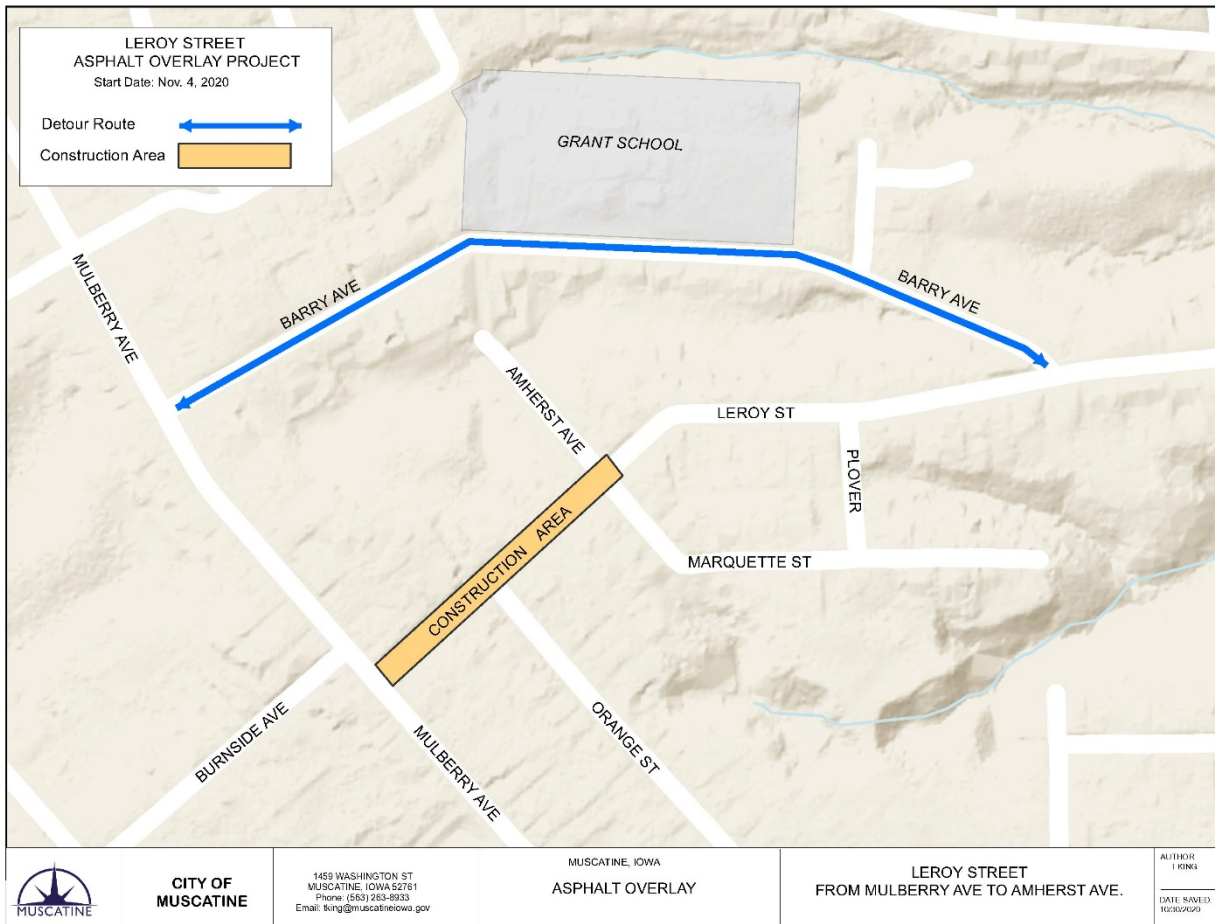 LEROY STREET
ASPHALT OVERLAY PROJECT
Start Date: Nov. 4, 2020
Detour Route
Construction Area
GRANT SCHOOL
MULBERRY AVE
BARRY AVE
BARRY AVE
AMHERST AVE
LEROY ST
PLOVER
CONSTRUCTION AREA
MARQUETTE ST
BURNSIDE AVE
MULBERRY AVE
ORANGE ST
MUSCATINE
CITY OF
MUSCATINE
1459 WASHINGTON ST
MUSCATINE, IOWA 52761
Phone: (563) 263-8933
Email: tking@muscatineiowa.gov
MUSCATINE, IOWA
ASPHALT OVERLAY
LEROY STREET
FROM MULBERRY AVE TO AMHERST AVE.
AUTHOR
KING
DATE SAVED:
10/30/2020